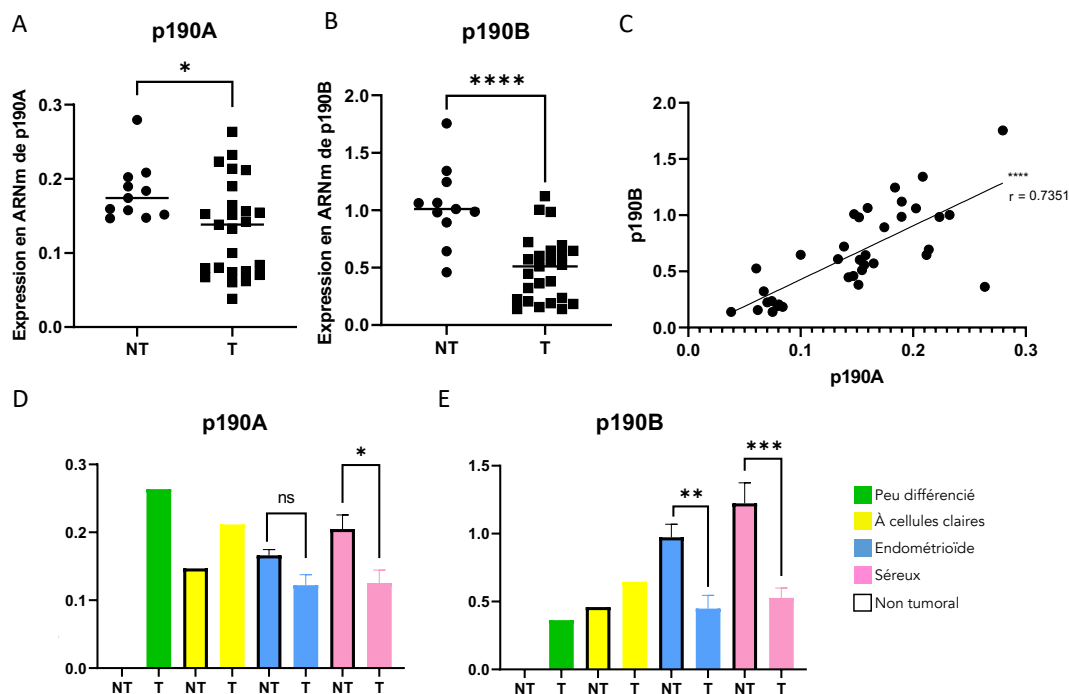 A
p190A
*
Expression en ARNm de p190A
0.3
0.2
0.1
0.0
NT
T
B
p190B
****
Expression en ARNm de p190B
2.0
1.5
1.0
0.5
0.0
NT
T
C
p190B
2.0
1.5
1.0
0.5
0.0
****
r = 0.7351
0.0
0.1
0.2
0.3
p190A
D
p190A
0.3
0.2
0.1
0.0
ns
*
NT
T
NT
T
NT
T
NT
T
E
p190B
1.5
1.0
0.5
0.0
**
***
NT
T
NT
T
NT
T
NT
T
Peu différencié
À cellules claires
Endométrioïde
Séreux
Non tumoral